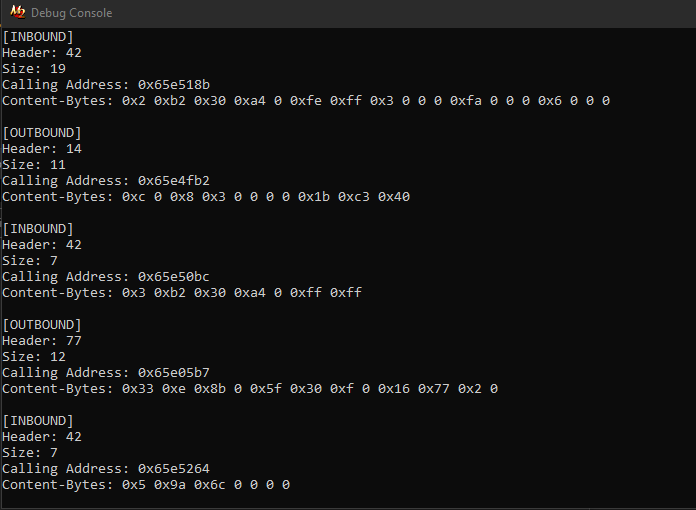 M2 Debug Console
[INBOUND]
Header: 42
Size: 19
Calling Address: 0x65e518b
Content-Bytes: 0x2 0xb2 0x30 0xa4 0 0xfe 0xff 0x3 0 0 0 0xfa 0 0 0 0x6 0 0 0
[OUTBOUND]
Header: 14
Size: 11
Calling Address: 0x65e4fb2
Content-Bytes: 0xc 0 0x8 0x3 0 0 0 0 0x1b 0xc3 0x40
[INBOUND]
Header: 42
Size: 7
Calling Address: 0x65e50bc
Content-Bytes: 0x3 0xb2 0x30 0xa4 0 0xff 0xff
[OUTBOUND]
Header: 77
Size: 12
Calling Address: 0x65e05b7
Content-Bytes: 0x33 0xe 0x8b 0 0x5f 0x30 0xf 0 0x16 0x77 0x2 0
[INBOUND]
Header: 42
Size: 7
Calling Address: 0x65e5264
Content-Bytes: 0x5 0x9a 0x6c 0 0 0 0